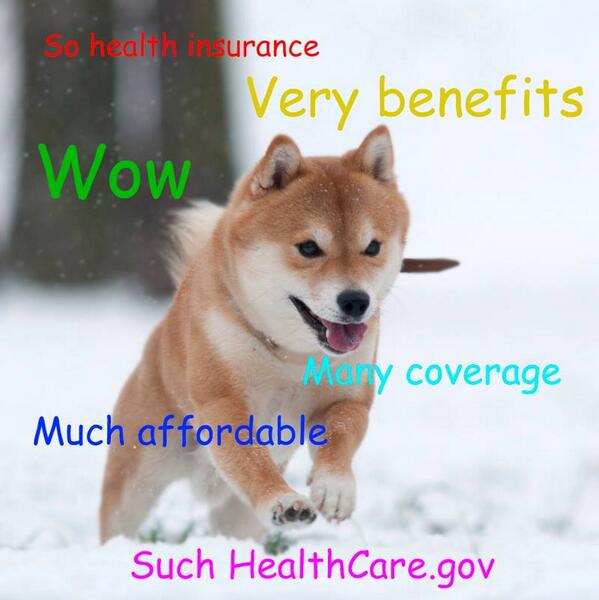 So health insurance
Very benefits
Wow
Many coverage
Much affordable
Such HealthCare.gov